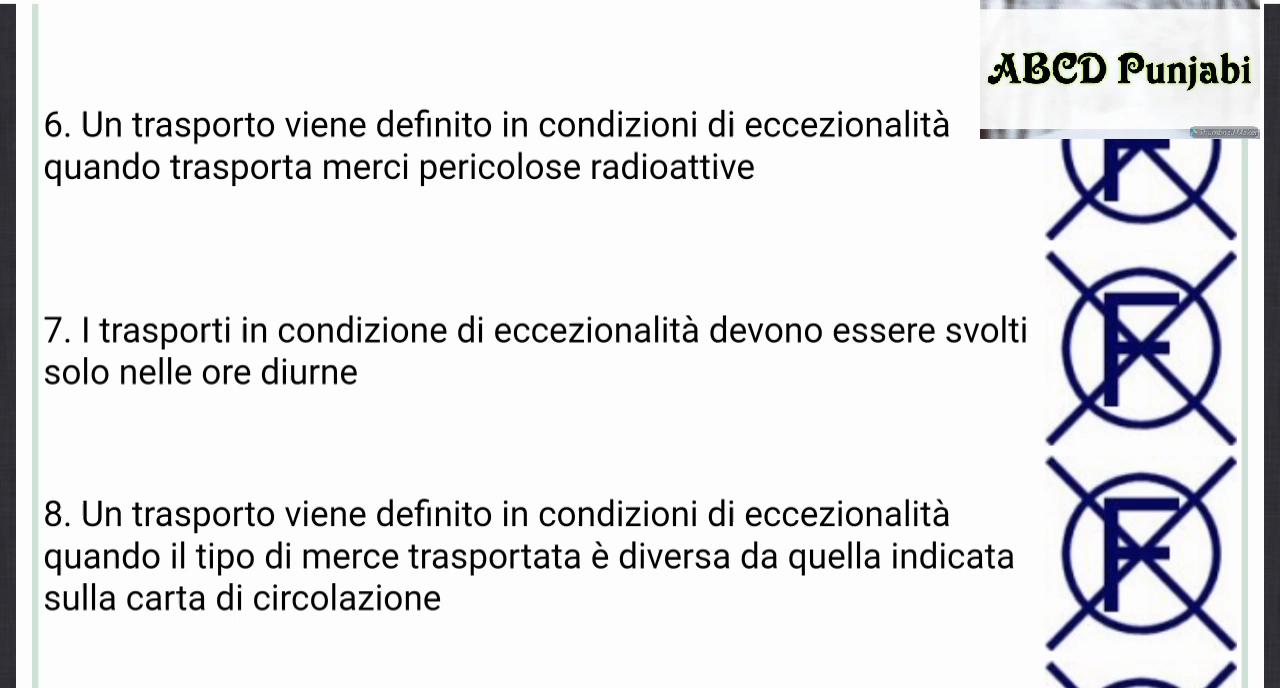 ABCD Punjabi
6. Un trasporto viene definito in condizioni di eccezionalità
quando trasporta merci pericolose radioattive
F
7. I trasporti in condizione di eccezionalità devono essere svolti
solo nelle ore diurne
F
8. Un trasporto viene definito in condizioni di eccezionalità
quando il tipo di merce trasportata è diversa da quella indicata
sulla carta di circolazione
F